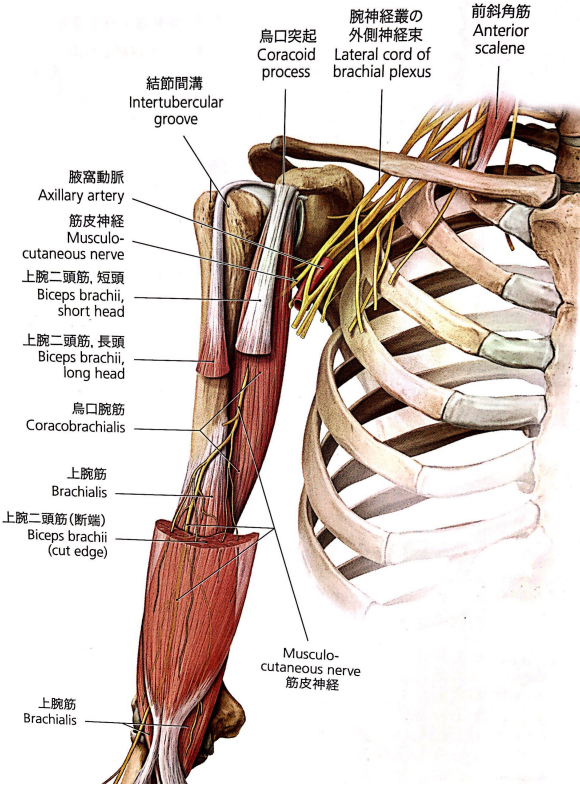 前斜角筋
Anterior
scalene
腕神経叢の
外側神経束
Lateral cord of
brachial plexus
烏口突起
Coracoid
process
結節間溝
Intertubercular
groove
腋窩動脈
Axillary artery
筋皮神経
Musculo-
cutaneous nerve
上腕二頭筋, 短頭
Biceps brachii,
short head
上腕二頭筋, 長頭
Biceps brachii,
long head
烏口腕筋
Coracobrachialis
上腕筋
Brachialis
上腕二頭筋(断端)
Biceps brachii
(cut edge)
Musculo-
cutaneous nerve
筋皮神経
上腕筋
Brachialis